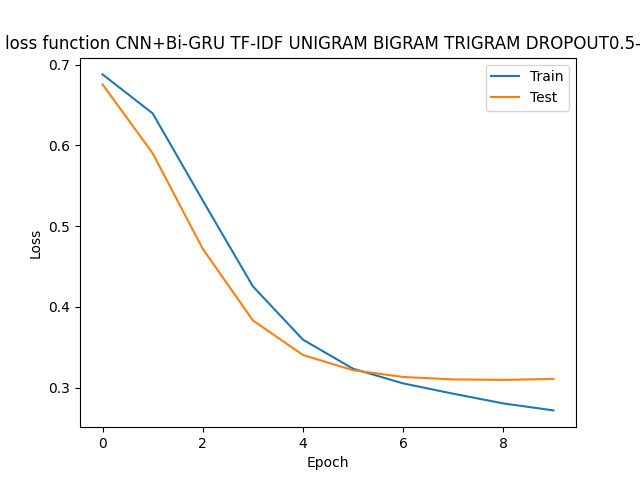 loss function CNN+Bi-GRU TF-IDF UNIGRAM BIGRAM TRIGRAM DROPOUT0.5-
Train
Test
0.7
0.6
0.5
0.4
0.3
Loss
0 2 4 6 8
Epoch